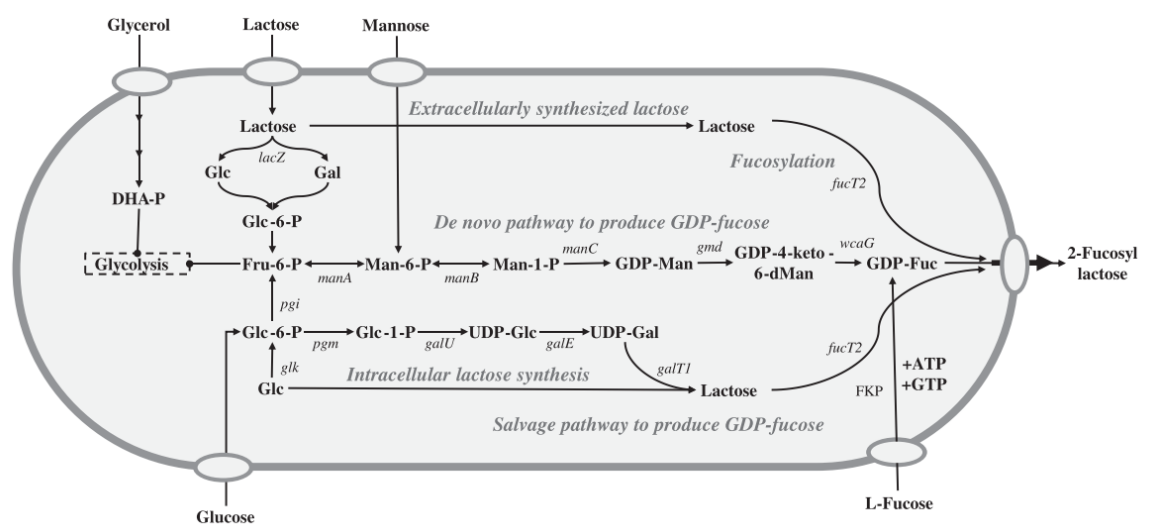 Glycerol Lactose Mannose
Extracellularly synthesized lactose
Lactose Lactose
lacZ
Fucosylation
Glc Gal
fucT2
DHA-P
Glc-6-P
De novo pathway to produce GDP-fucose
Glycolysis Fru-6-P manA Man-6-P manB Man-1-P manC GDP-Man gmd GDP-4-keto -
6-dMan wcaG GDP-Fuc
2-Fucosyl
lactose
pgi
Glc-6-P pgm Glc-1-P galU UDP-Glc galE UDP-Gal
fucT2
glk
Intracellular lactose synthesis
galT1
Glc Lactose
+ATP
+GTP
FKP
Salvage pathway to produce GDP-fucose
L-Fucose
Glucose